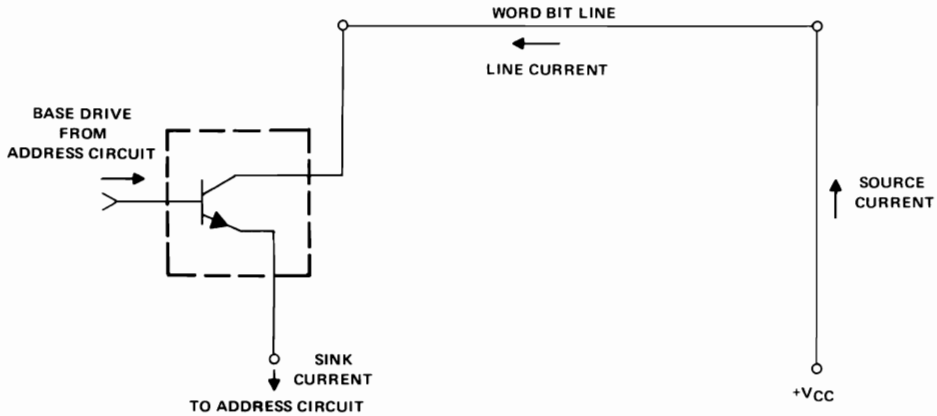 WORD BIT LINE
LINE CURRENT
BASE DRIVE
FROM
ADDRESS CIRCUIT
SOURCE
CURRENT
SINK
CURRENT
TO ADDRESS CIRCUIT
+VCC